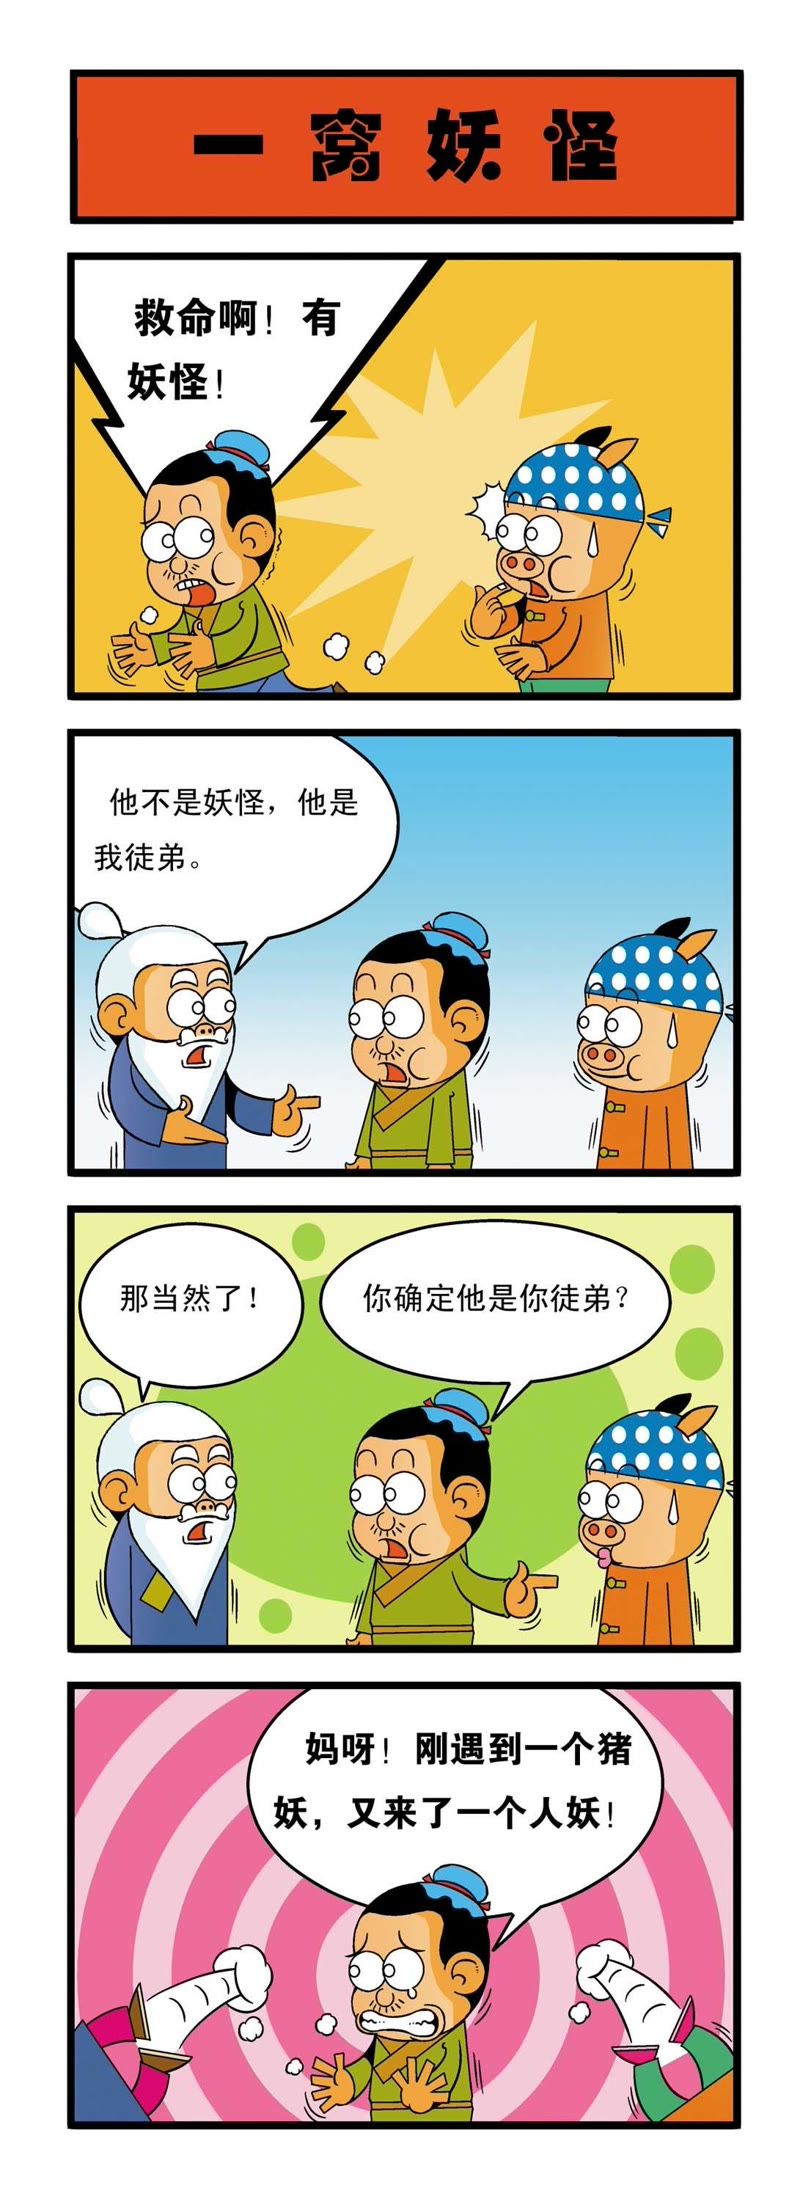 一窝妖怪
救命啊！有
妖怪！
他不是妖怪，他是
我徒弟。
那当然了！
你确定他是你徒弟？
妈呀！刚遇到一个猪
妖，又来了一个人妖！